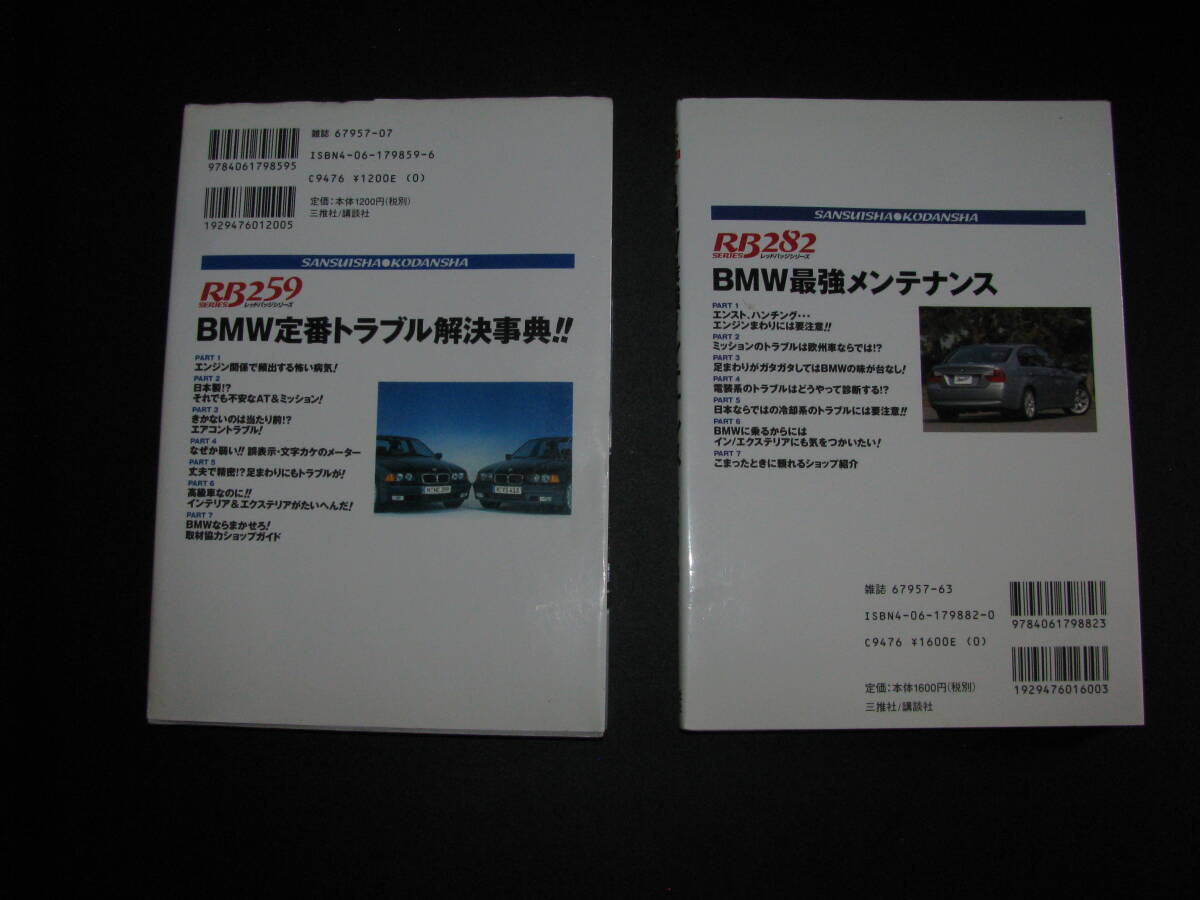 雑誌 67957-07
ISBN4-06-179859-6
9784061798595
C9476 ¥1200E (0)
定価:本体1200円(税別)
三推社/講談社
1929476012005
SANSUISHA●KODANSHA
RB259
SERIES レッドバッジシリーズ
BMW定番トラブル解決事典!!
PART 1
エンジン関係で頻出する怖い病気!
PART 2
日本製!?
それでも不安なAT&ミッション!
PART 3
きかないのは当たり前!?
エアコントラブル!
PART 4
なぜか弱い!! 誤表示・文字カケのメーター
PART 5
丈夫で精密!? 足まわりにもトラブルが!
PART 6
高級車なのに!!
インテリア&エクステリアがたいへんだ!
PART 7
BMWならまかせろ!
取材協力ショップガイド
SANSUISHA●KODANSHA
RB282
SERIES レッドバッジシリーズ
BMW最強メンテナンス
PART 1
エンスト、ハンチング・・・
エンジンまわりには要注意!!
PART 2
ミッションのトラブルは欧州車ならでは!?
PART 3
足まわりがガタガタしてはBMWの味が台なし!
PART 4
電装系のトラブルはどうやって診断する!?
PART 5
日本ならではの冷却系のトラブルには要注意!!
PART 6
BMWに乗るからには
イン/エクステリアにも気をつかいたい!
PART 7
こまったときに頼れるショップ紹介
雑誌 67957-63
ISBN4-06-179882-0
9784061798823
C9476 ¥1600E (0)
定価:本体1600円(税別)
三推社/講談社
1929476016003